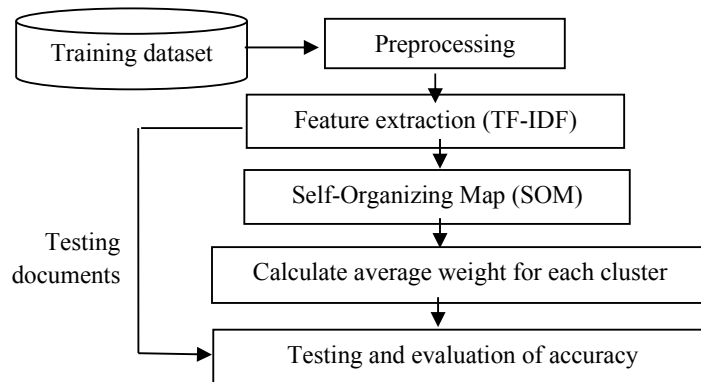 Training dataset
Preprocessing
Feature extraction (TF-IDF)
Self-Organizing Map (SOM)
Testing
documents
Calculate average weight for each cluster
Testing and evaluation of accuracy